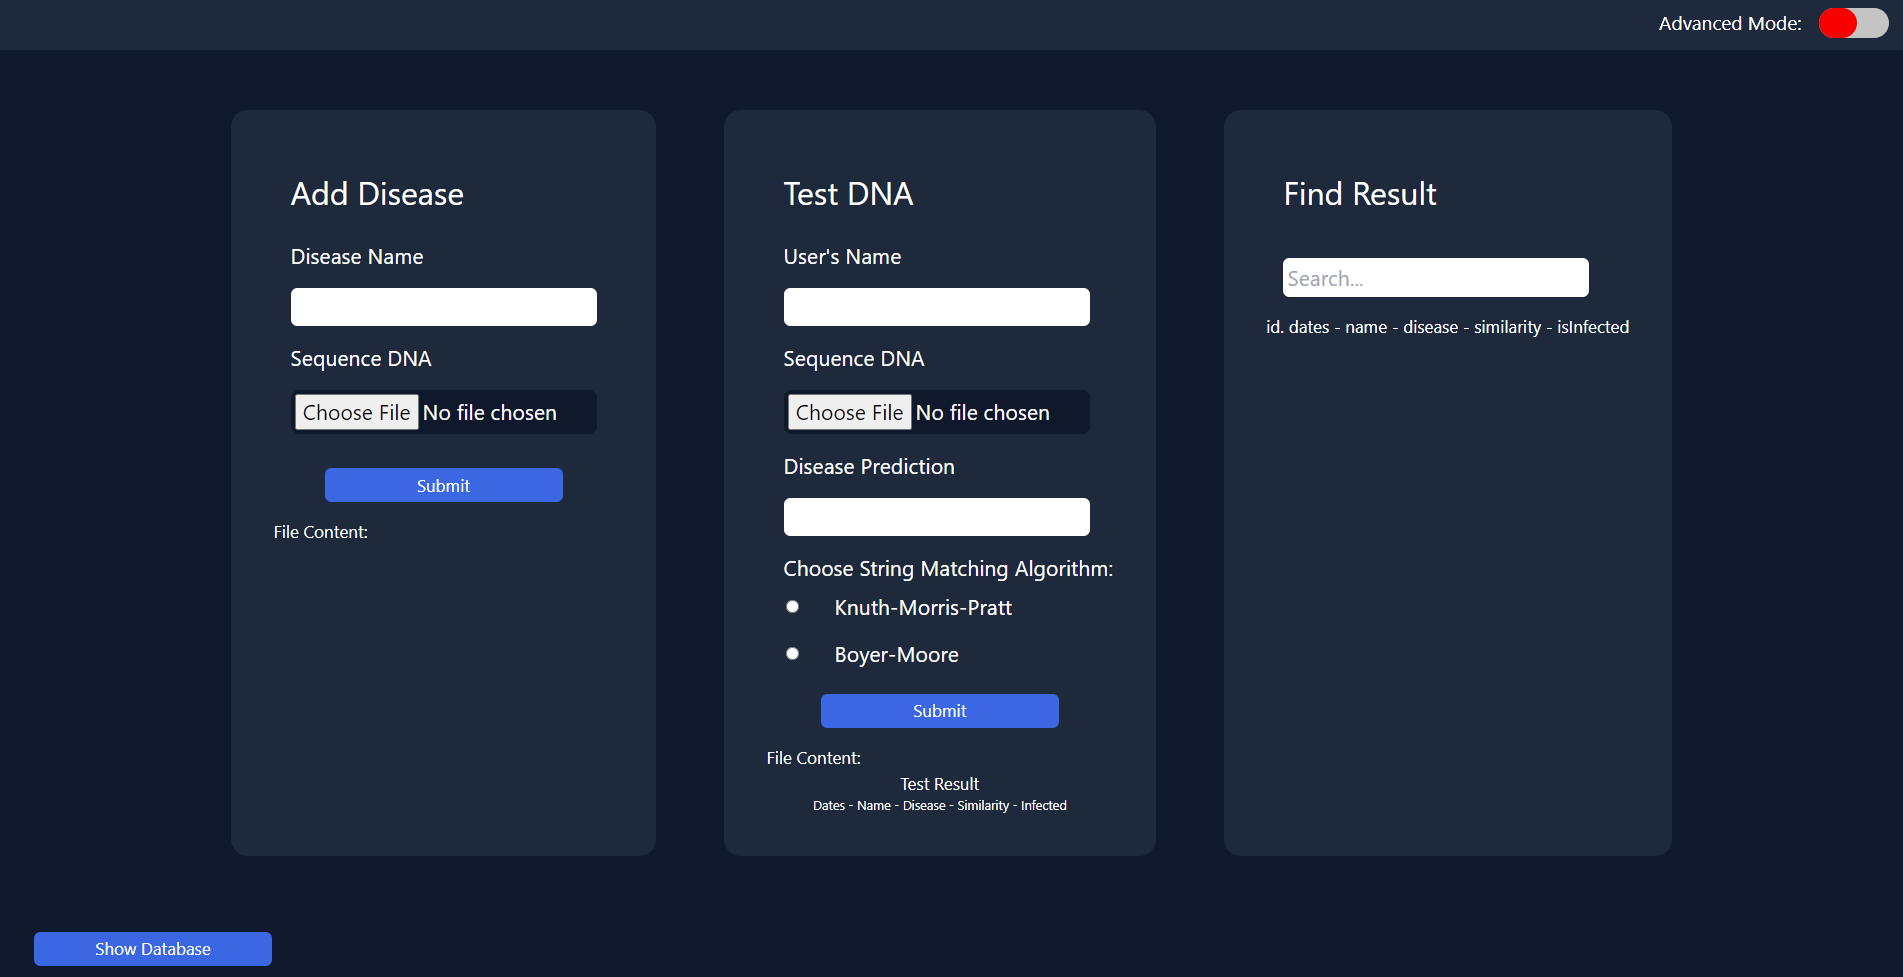 Advanced Mode:
Add Disease
Disease Name
Sequence DNA
Choose File No file chosen
Submit
File Content:
Test DNA
User's Name
Sequence DNA
Choose File No file chosen
Disease Prediction
Choose String Matching Algorithm:
Knuth-Morris-Pratt
Boyer-Moore
Submit
File Content:
Test Result
Dates - Name - Disease - Similarity - Infected
Find Result
Search...
id. dates - name - disease - similarity - isInfected
Show Database